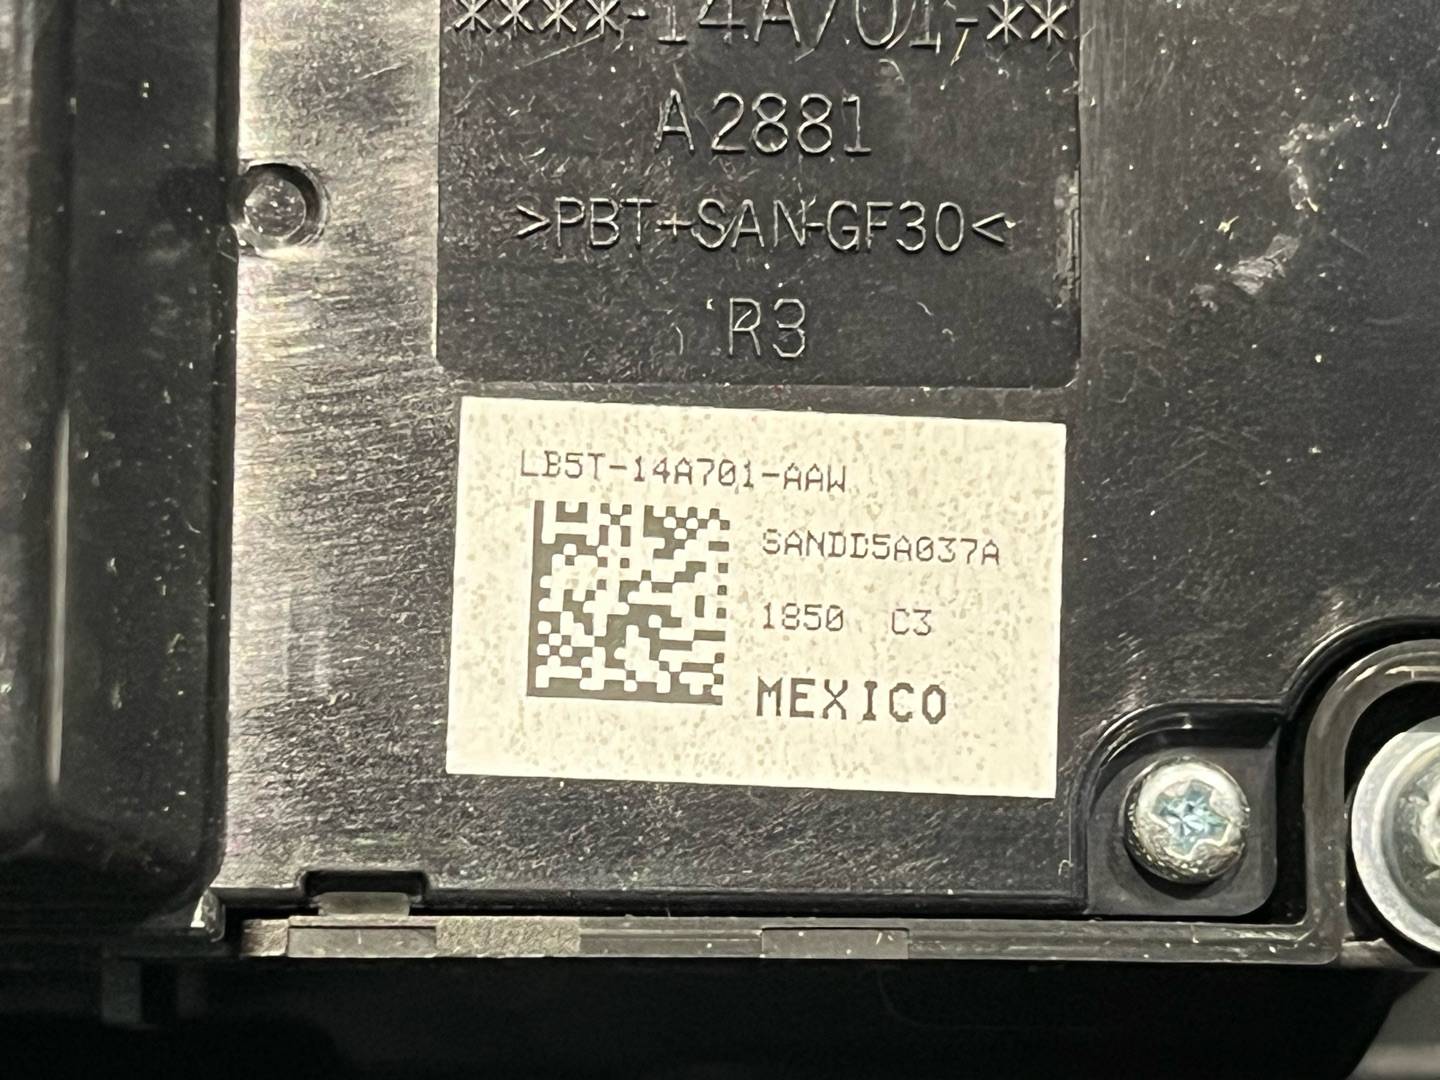 ****-14A701-**
A2881
>PBT+SAN-GF30<
R3
LB5T-14A701-AAW
SANDD5A037A
1850 C3
MEXICO